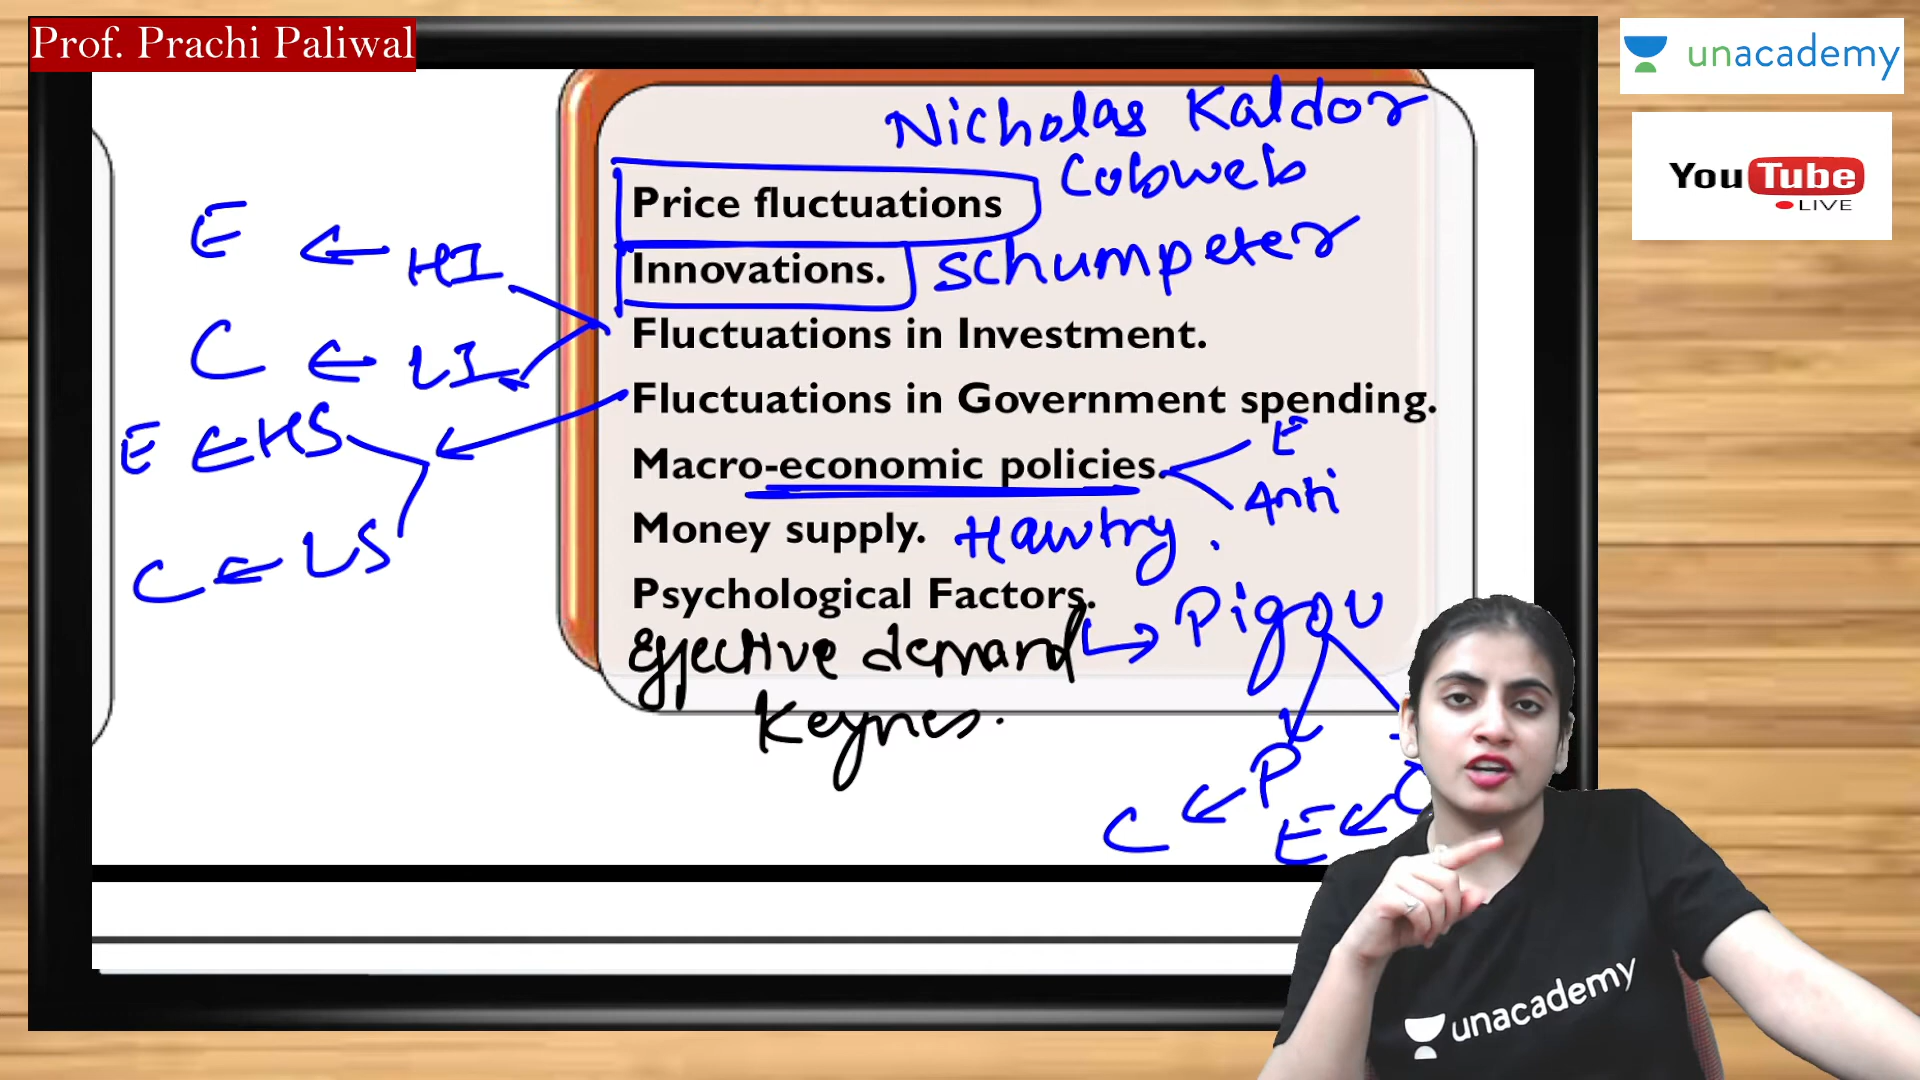 Prof. Prachi Paliwal
unacademy
YouTube
LIVE
Nicholas Kaldor
Cobweb
Price fluctuations
Innovations.
Schumpeter
Fluctuations in Investment.
Fluctuations in Government spending.
Macro-economic policies.
E
Anti
Money supply.
Hawtry.
Psychological Factors.
Pigou
Effective demand
Keynes.
E ← HI
C ← LI
E ← HS
C ← LS
C ← P
E ←
unacademy